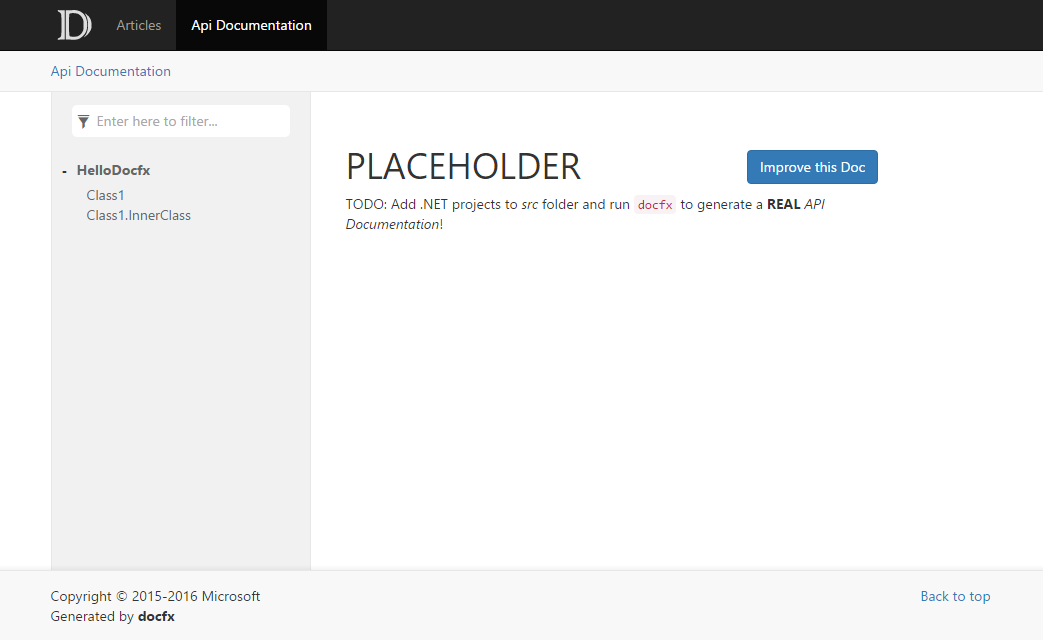 Articles
Api Documentation
Api Documentation
Enter here to filter...
- HelloDocfx
Class1
Class1.InnerClass
PLACEHOLDER
Improve this Doc
TODO: Add .NET projects to src folder and run docfx to generate a REAL API
Documentation!
Copyright © 2015-2016 Microsoft
Back to top
Generated by docfx